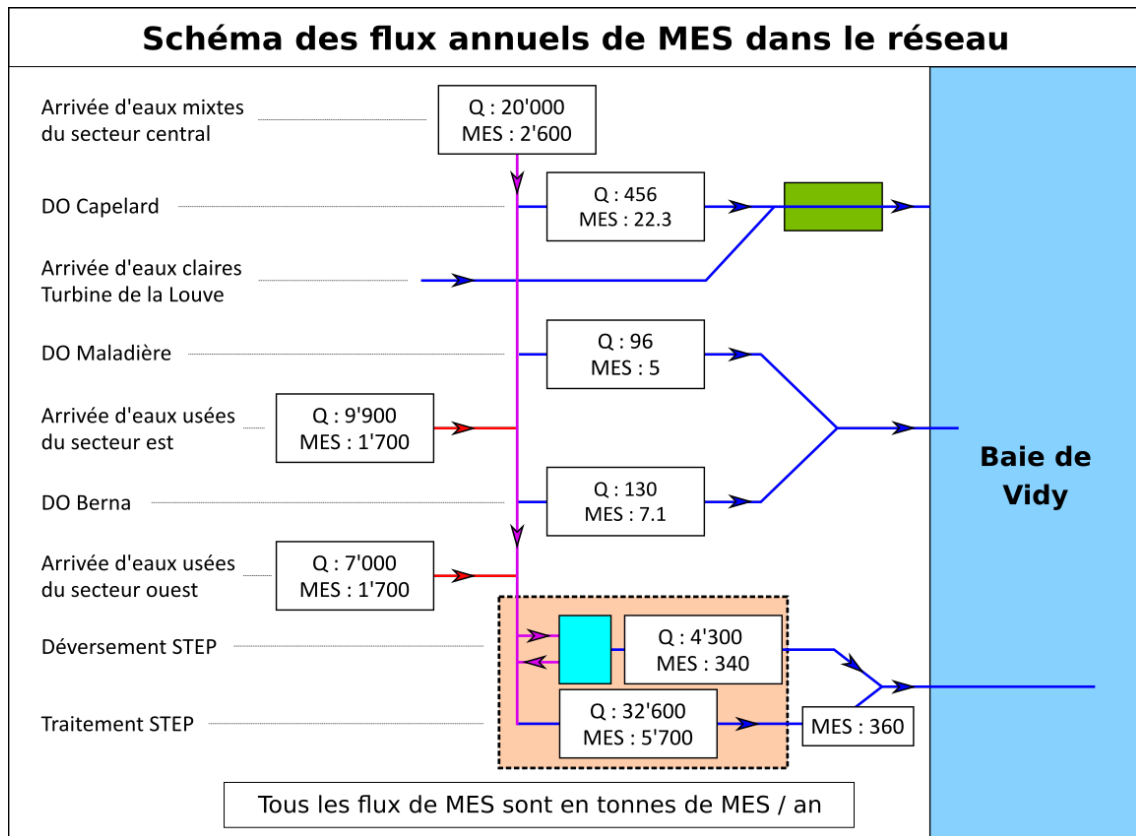 Schéma des flux annuels de MES dans le réseau
Arrivée d'eaux mixtes
du secteur central
Q : 20'000
MES : 2'600
DO Capelard
Q : 456
MES : 22.3
Arrivée d'eaux claires
Turbine de la Louve
DO Maladière
Q : 96
MES : 5
Arrivée d'eaux usées
du secteur est
Q : 9'900
MES : 1'700
Baie de
Vidy
DO Berna
Q : 130
MES : 7.1
Arrivée d'eaux usées
du secteur ouest
Q : 7'000
MES : 1'700
Déversement STEP
Q : 4'300
MES : 340
Traitement STEP
Q : 32'600
MES : 5'700
MES : 360
Tous les flux de MES sont en tonnes de MES / an